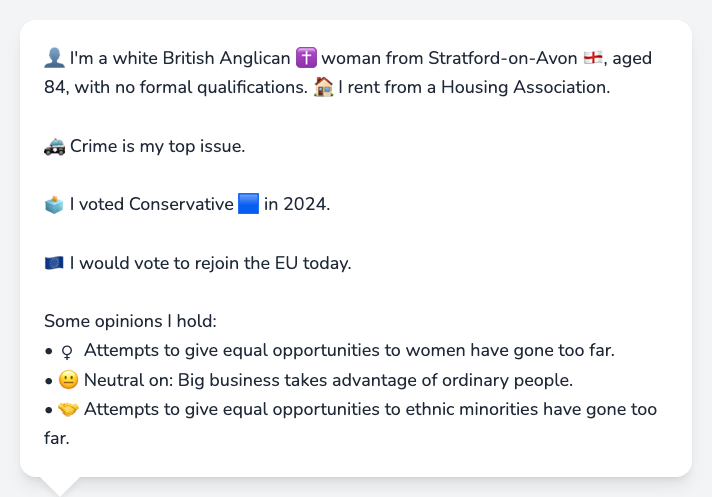 👤 I'm a white British Anglican ✝️ woman from Stratford-on-Avon 🏴󠁧󠁢󠁥󠁮󠁧󠁿, aged
84, with no formal qualifications. 🏠 I rent from a Housing Association.
🚓 Crime is my top issue.
🗳️ I voted Conservative 🟦 in 2024.
🇪🇺 I would vote to rejoin the EU today.
Some opinions I hold:
• ♀ Attempts to give equal opportunities to women have gone too far.
• 😐 Neutral on: Big business takes advantage of ordinary people.
• 🤝 Attempts to give equal opportunities to ethnic minorities have gone too
far.